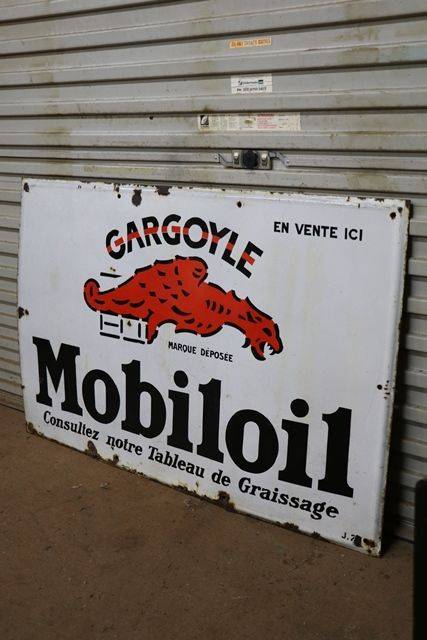 GARGOYLE
EN VENTE ICI
MARQUE DÉPOSÉE
Mobiloil
Consultez notre Tableau de Graissage